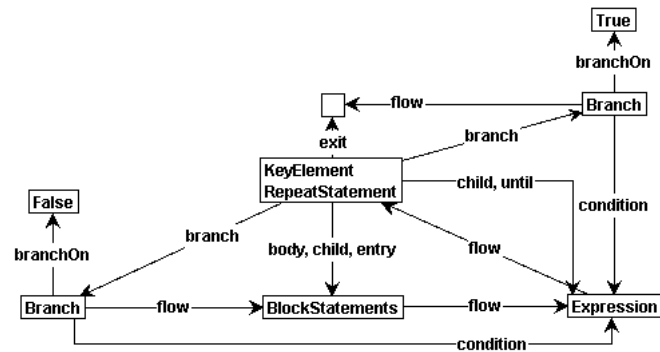 True
branchOn
flow
Branch
branch
exit
KeyElement
RepeatStatement
child, until
False
condition
branch
flow
branchOn
body, child, entry
Branch
flow
BlockStatements
flow
Expression
condition